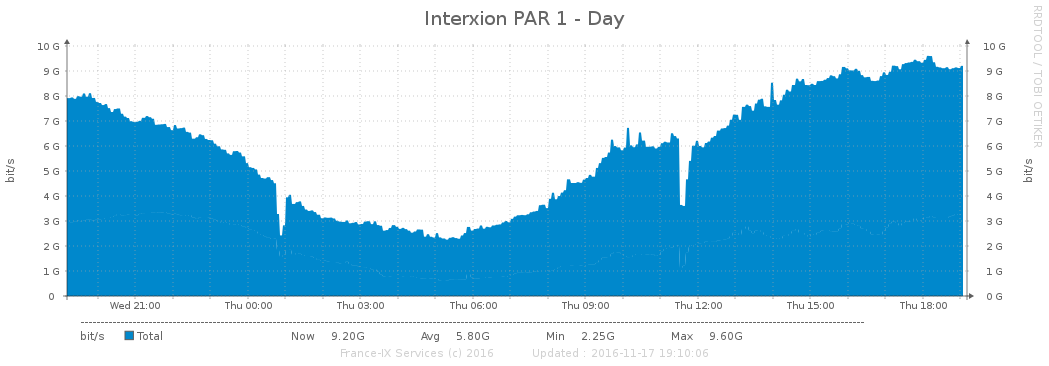 Interxion PAR 1 - Day
RRDTOOL / TOBI OETIKER
bit/s
10 G
9 G
8 G
7 G
6 G
5 G
4 G
3 G
2 G
1 G
0
10 G
9 G
8 G
7 G
6 G
5 G
4 G
3 G
2 G
1 G
0 G
bit/s
Wed 21:00 Thu 00:00 Thu 03:00 Thu 06:00 Thu 09:00 Thu 12:00 Thu 15:00 Thu 18:00
bit/s Total Now 9.20G Avg 5.80G Min 2.25G Max 9.60G
France-IX Services (c) 2016 Updated : 2016-11-17 19:10:06